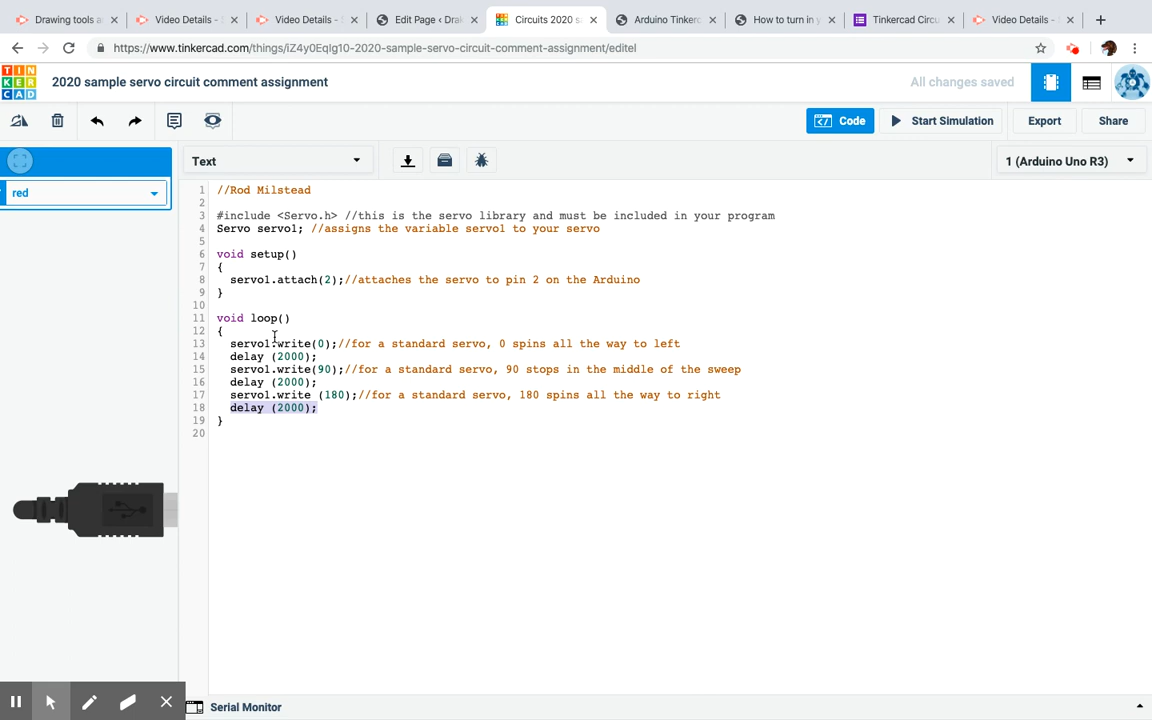 Drawing tools a
Video Details - S
Video Details - S
Edit Page ‹ Drak
Circuits 2020 sa
Arduino Tinkerc
How to turn in y
Tinkercad Circu
Video Details - S
https://www.tinkercad.com/things/iZ4y0EqIg10-2020-sample-servo-circuit-comment-assignment/editel
TIN
KER
CAD
2020 sample servo circuit comment assignment
All changes saved
Code
Start Simulation
Export
Share
Text
1 (Arduino Uno R3)
red
1 //Rod Milstead
2
3 #include <Servo.h> //this is the servo library and must be included in your program
4 Servo servo1; //assigns the variable servo1 to your servo
5
6 void setup()
7 {
8 servo1.attach(2);//attaches the servo to pin 2 on the Arduino
9 }
10
11 void loop()
12 {
13 servo1.write(0);//for a standard servo, 0 spins all the way to left
14 delay (2000);
15 servo1.write(90);//for a standard servo, 90 stops in the middle of the sweep
16 delay (2000);
17 servo1.write (180);//for a standard servo, 180 spins all the way to right
18 delay (2000);
19 }
20
Serial Monitor